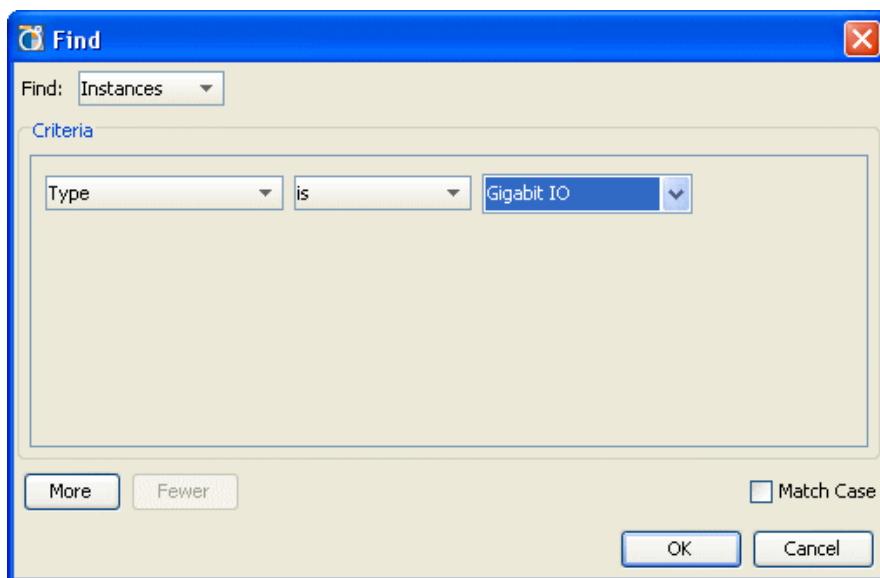 Find
Find: Instances
Criteria
Type is Gigabit IO
More Fewer Match Case
OK Cancel